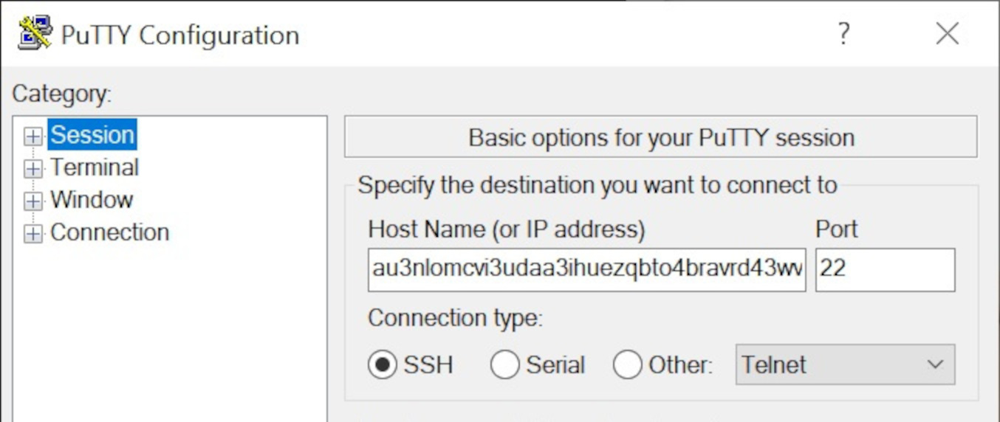 PuTTY Configuration
Category:
Session
Terminal
Window
Connection
Basic options for your PuTTY session
Specify the destination you want to connect to
Host Name (or IP address) Port
au3nlomcvi3udaa3ihuezqbto4bravrd43wv 22
Connection type:
SSH Serial Other: Telnet